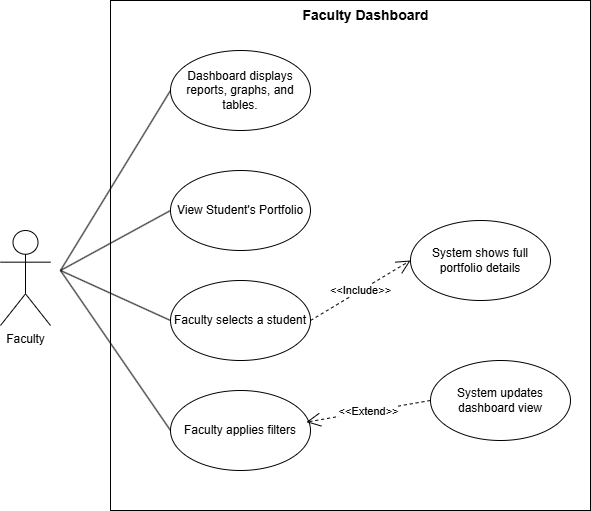 Faculty Dashboard
Dashboard displays
reports, graphs, and
tables.
View Student's Portfolio
System shows full
portfolio details
<<Include>>
Faculty selects a student
Faculty
System updates
dashboard view
<<Extend>>
Faculty applies filters